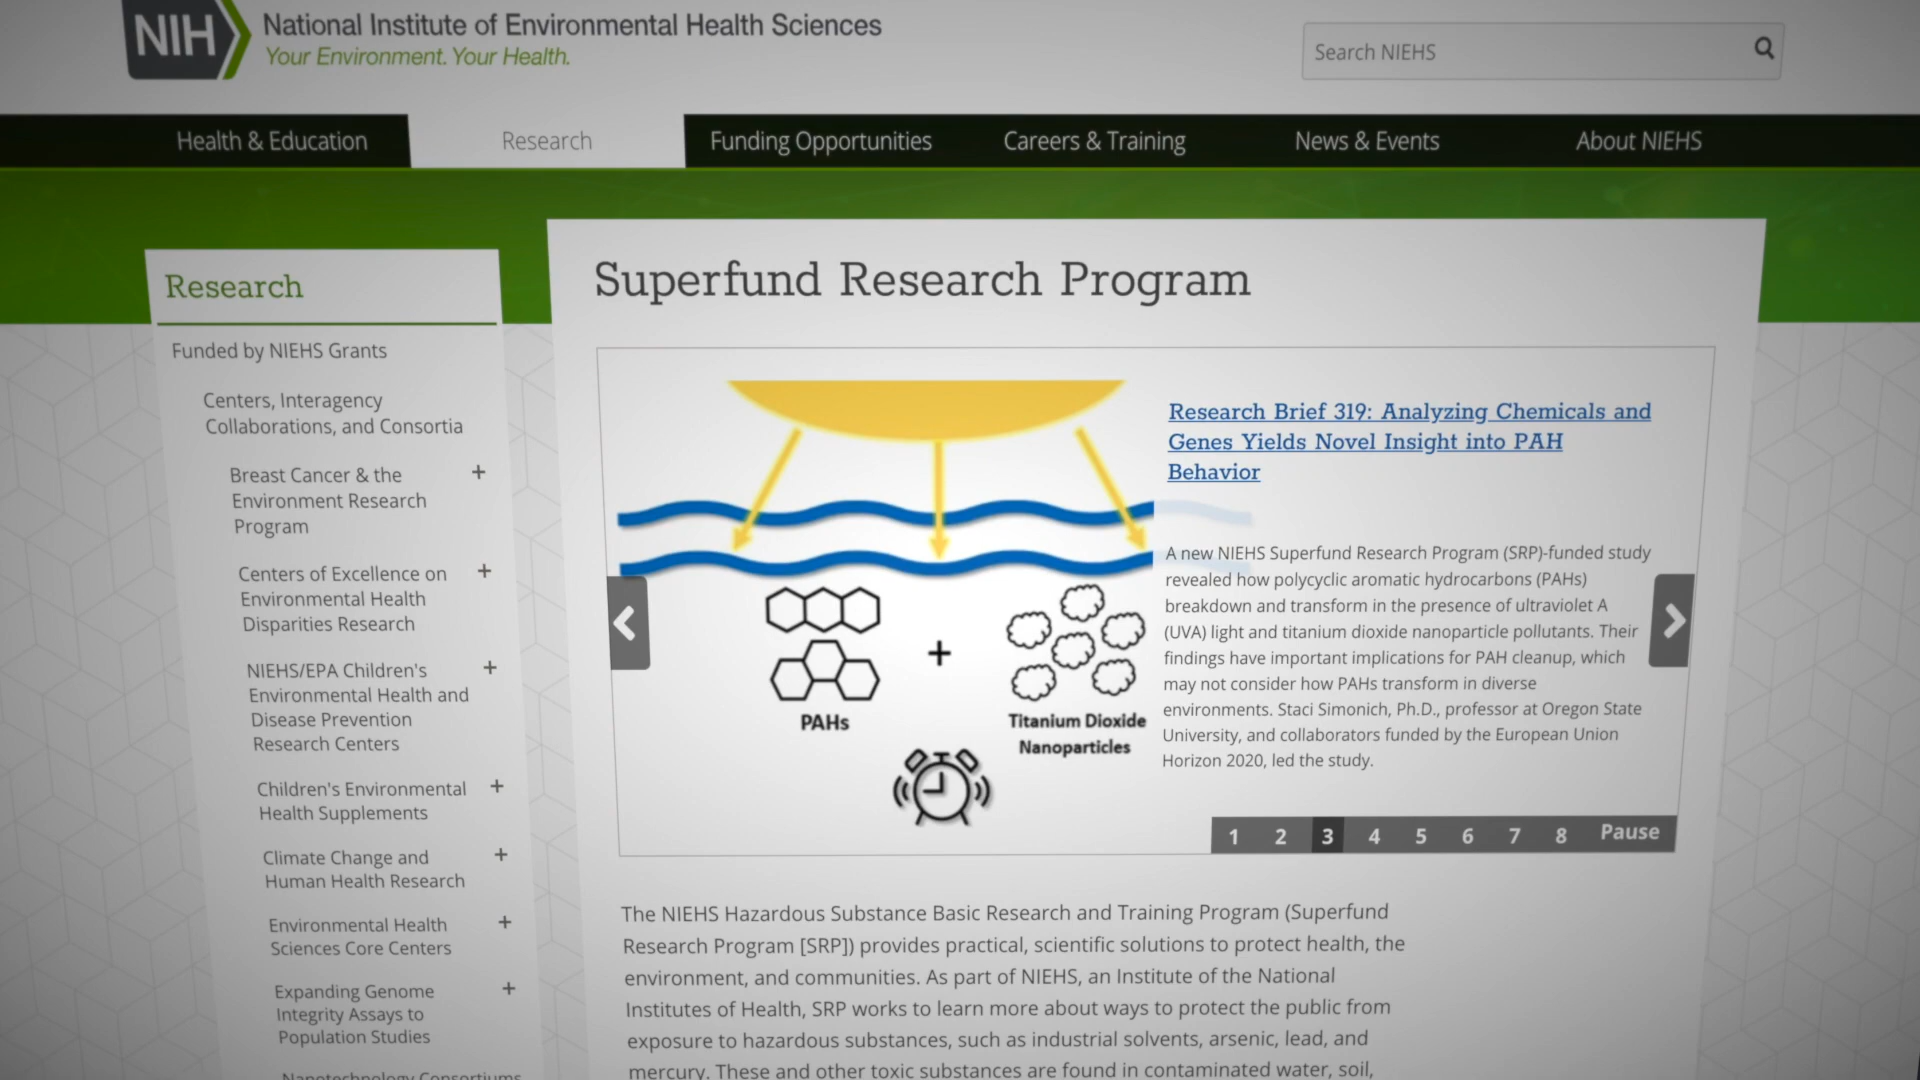 NIH
National Institute of Environmental Health Sciences
Your Environment. Your Health.
Search NIEHS
Health & Education
Research
Funding Opportunities
Careers & Training
News & Events
About NIEHS
Research
Funded by NIEHS Grants
Centers, Interagency
Collaborations, and Consortia
Breast Cancer & the +
Environment Research
Program
Centers of Excellence on +
Environmental Health
Disparities Research
NIEHS/EPA Children's +
Environmental Health and
Disease Prevention
Research Centers
Children's Environmental +
Health Supplements
Climate Change and +
Human Health Research
Environmental Health +
Sciences Core Centers
Expanding Genome +
Integrity Assays to
Population Studies
Nanotechnology Consortiums
Superfund Research Program
+
PAHs
Titanium Dioxide
Nanoparticles
Research Brief 319: Analyzing Chemicals and
Genes Yields Novel Insight into PAH
Behavior
A new NIEHS Superfund Research Program (SRP)-funded study
revealed how polycyclic aromatic hydrocarbons (PAHs)
breakdown and transform in the presence of ultraviolet A
(UVA) light and titanium dioxide nanoparticle pollutants. Their
findings have important implications for PAH cleanup, which
may not consider how PAHs transform in diverse
environments. Staci Simonich, Ph.D., professor at Oregon State
University, and collaborators funded by the European Union
Horizon 2020, led the study.
1 2 3 4 5 6 7 8 Pause
The NIEHS Hazardous Substance Basic Research and Training Program (Superfund
Research Program [SRP]) provides practical, scientific solutions to protect health, the
environment, and communities. As part of NIEHS, an Institute of the National
Institutes of Health, SRP works to learn more about ways to protect the public from
exposure to hazardous substances, such as industrial solvents, arsenic, lead, and
mercury. These and other toxic substances are found in contaminated water, soil,